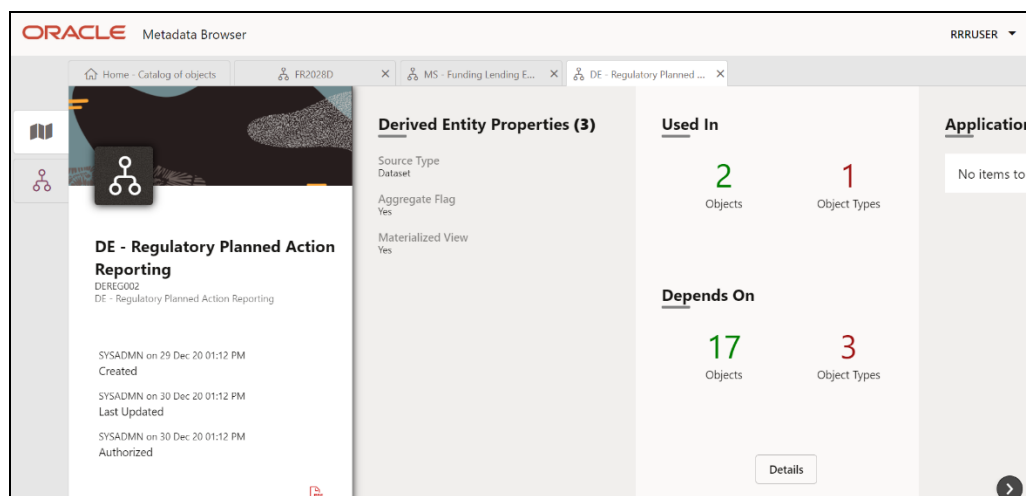 ORACLE Metadata Browser
RRRUSER
Home - Catalog of objects
FR2028D
MS - Funding Lending E...
DE - Regulatory Planned ...
DE - Regulatory Planned Action
Reporting
DEREG002
DE - Regulatory Planned Action Reporting
SYSADMN on 29 Dec 20 01:12 PM
Created
SYSADMN on 30 Dec 20 01:12 PM
Last Updated
SYSADMN on 30 Dec 20 01:12 PM
Authorized
Derived Entity Properties (3)
Source Type
Dataset
Aggregate Flag
Yes
Materialized View
Yes
Used In
2 1
Objects Object Types
Depends On
17 3
Objects Object Types
Details
Application
No items to